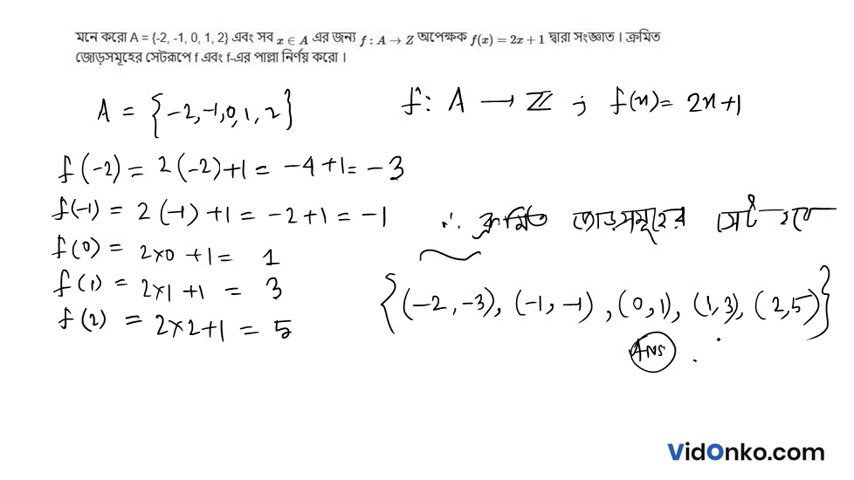 মনে করো A = {-2, -1, 0, 1, 2} এবং সব x ∈ A এর জন্য f : A → Z অপেক্ষক f(x) = 2x + 1 দ্বারা সংজ্ঞাত । ক্রমিত
জোড়সমূহের সেটরূপে f এবং f-এর পাল্লা নির্ণয় করো ।
A = {-2, -1, 0, 1, 2}
f: A → ℤ ; f(x) = 2x+1
f(-2) = 2(-2)+1 = -4+1 = -3
f(-1) = 2(-1)+1 = -2+1 = -1
f(0) = 2×0+1 = 1
f(1) = 2×1+1 = 3
f(2) = 2×2+1 = 5
∴ ক্রমিত জোড়সমূহের সেট হবে
{(-2,-3), (-1,-1), (0,1), (1,3), (2,5)}
Ans .
VidOnko.com